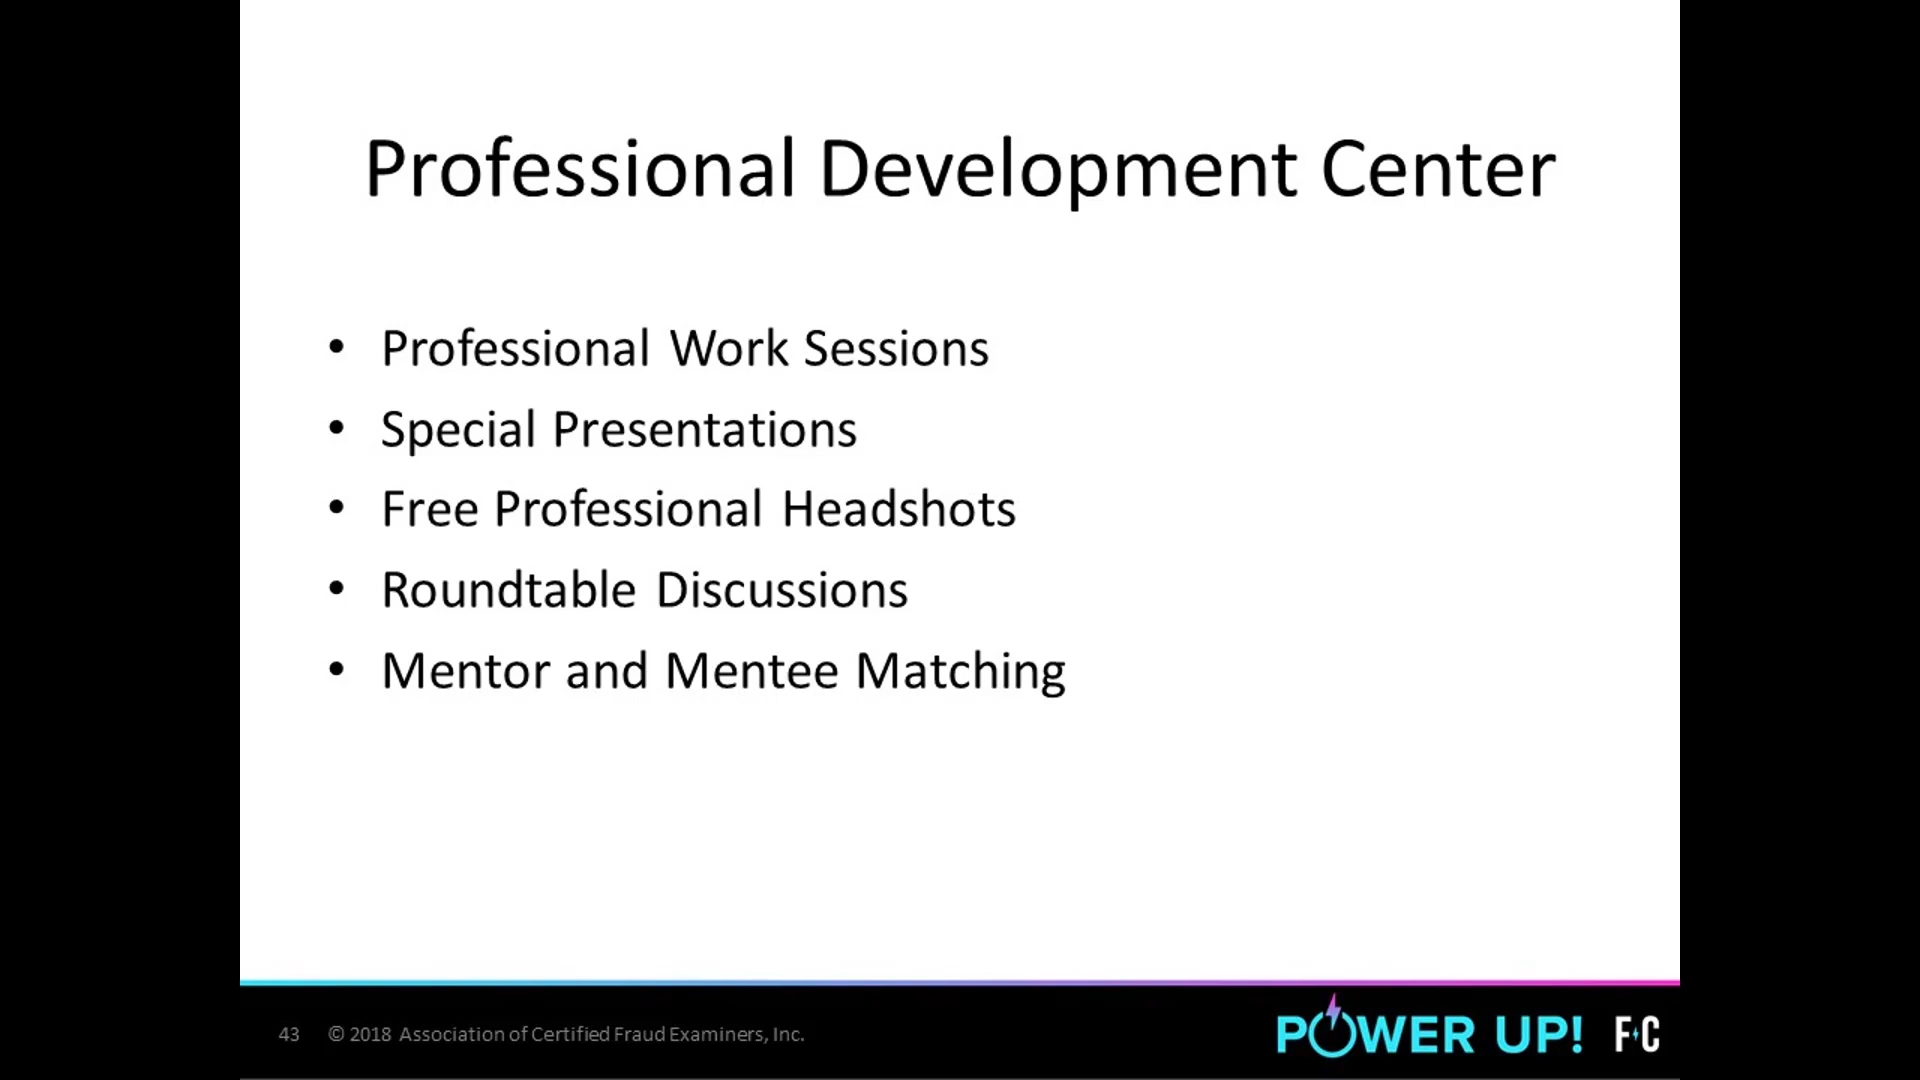 Professional Development Center
• Professional Work Sessions
• Special Presentations
• Free Professional Headshots
• Roundtable Discussions
• Mentor and Mentee Matching
43 © 2018 Association of Certified Fraud Examiners, Inc.
POWER UP! F C